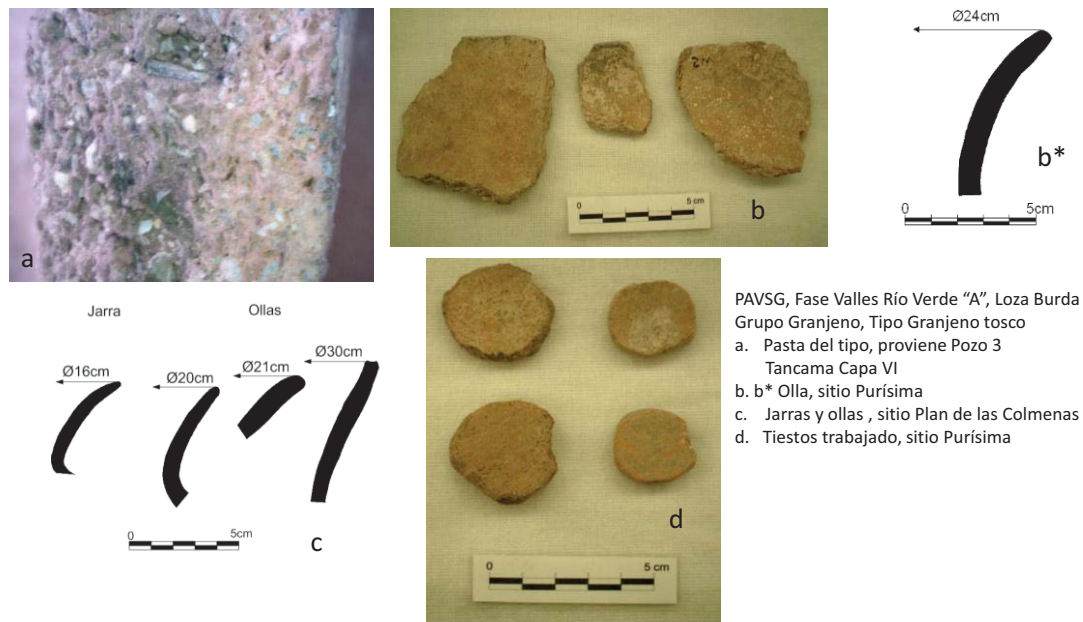 a
0
5 cm
b
Ø24cm
b*
0
5cm
Jarra
Ollas
Ø16cm
Ø20cm
Ø21cm
Ø30cm
0
5cm
c
d
0
5 cm
PAVSG, Fase Valles Río Verde “A”, Loza Burda
Grupo Granjeno, Tipo Granjeno tosco
a. Pasta del tipo, proviene Pozo 3
Tancama Capa VI
b. b* Olla, sitio Purísima
c. Jarras y ollas , sitio Plan de las Colmenas
d. Tiestos trabajado, sitio Purísima